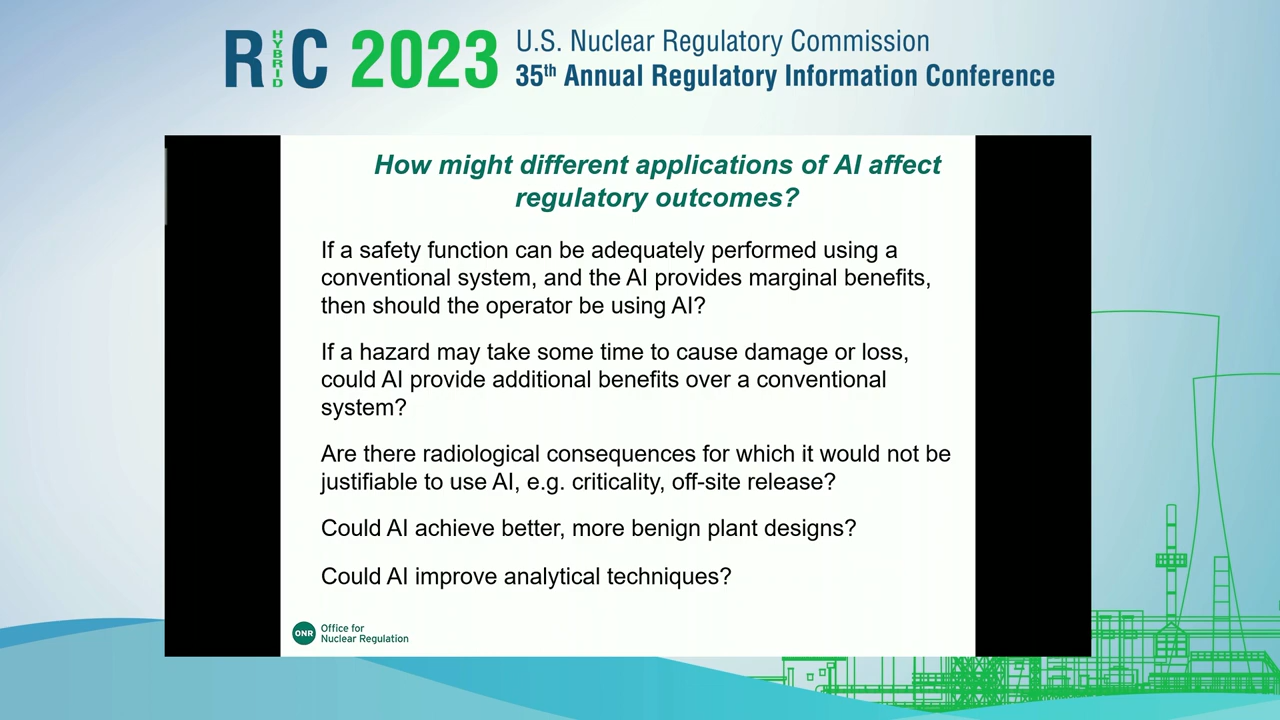 RIC 2023
HYBRID
U.S. Nuclear Regulatory Commission
35th Annual Regulatory Information Conference
How might different applications of AI affect
regulatory outcomes?
If a safety function can be adequately performed using a
conventional system, and the AI provides marginal benefits,
then should the operator be using AI?
If a hazard may take some time to cause damage or loss,
could AI provide additional benefits over a conventional
system?
Are there radiological consequences for which it would not be
justifiable to use AI, e.g. criticality, off-site release?
Could AI achieve better, more benign plant designs?
Could AI improve analytical techniques?
ONR
Office for
Nuclear Regulation